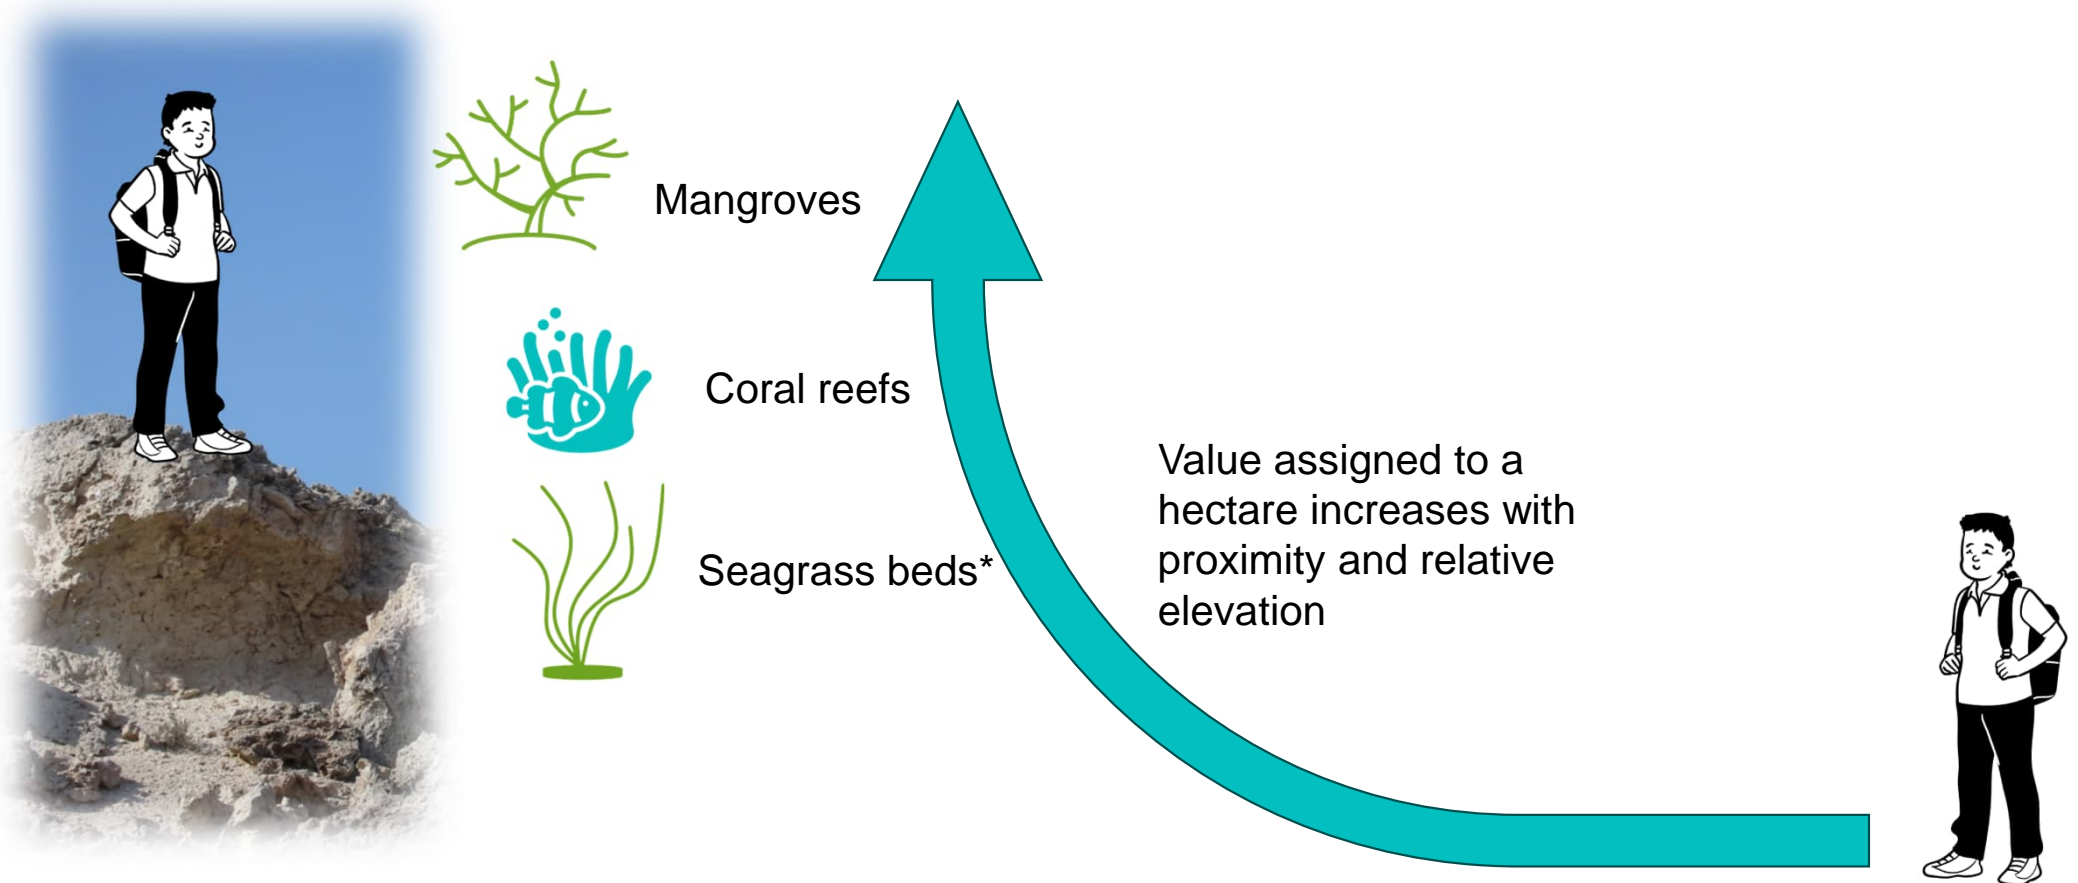 Mangroves
Coral reefs
Seagrass beds*
Value assigned to a
hectare increases with
proximity and relative
elevation